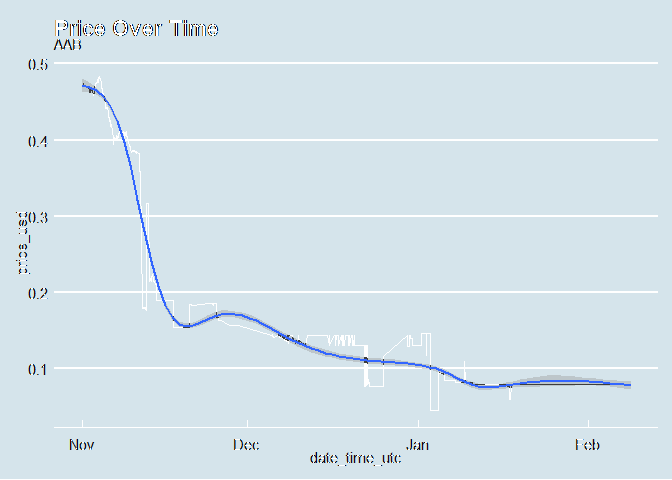 Price Over Time
AAB
0.5
0.4
0.3
price_usd
0.2
0.1
Nov Dec Jan Feb
date_time_utc